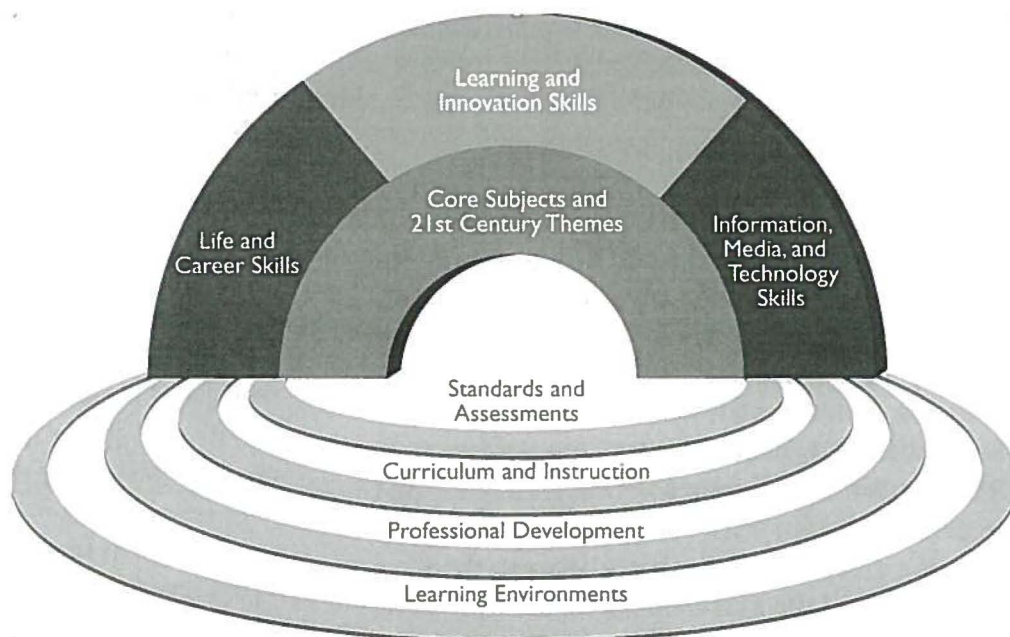 Learning and
Innovation Skills
Core Subjects and
21st Century Themes
Life and
Career Skills
Information,
Media, and
Technology
Skills
Standards and
Assessments
Curriculum and Instruction
Professional Development
Learning Environments